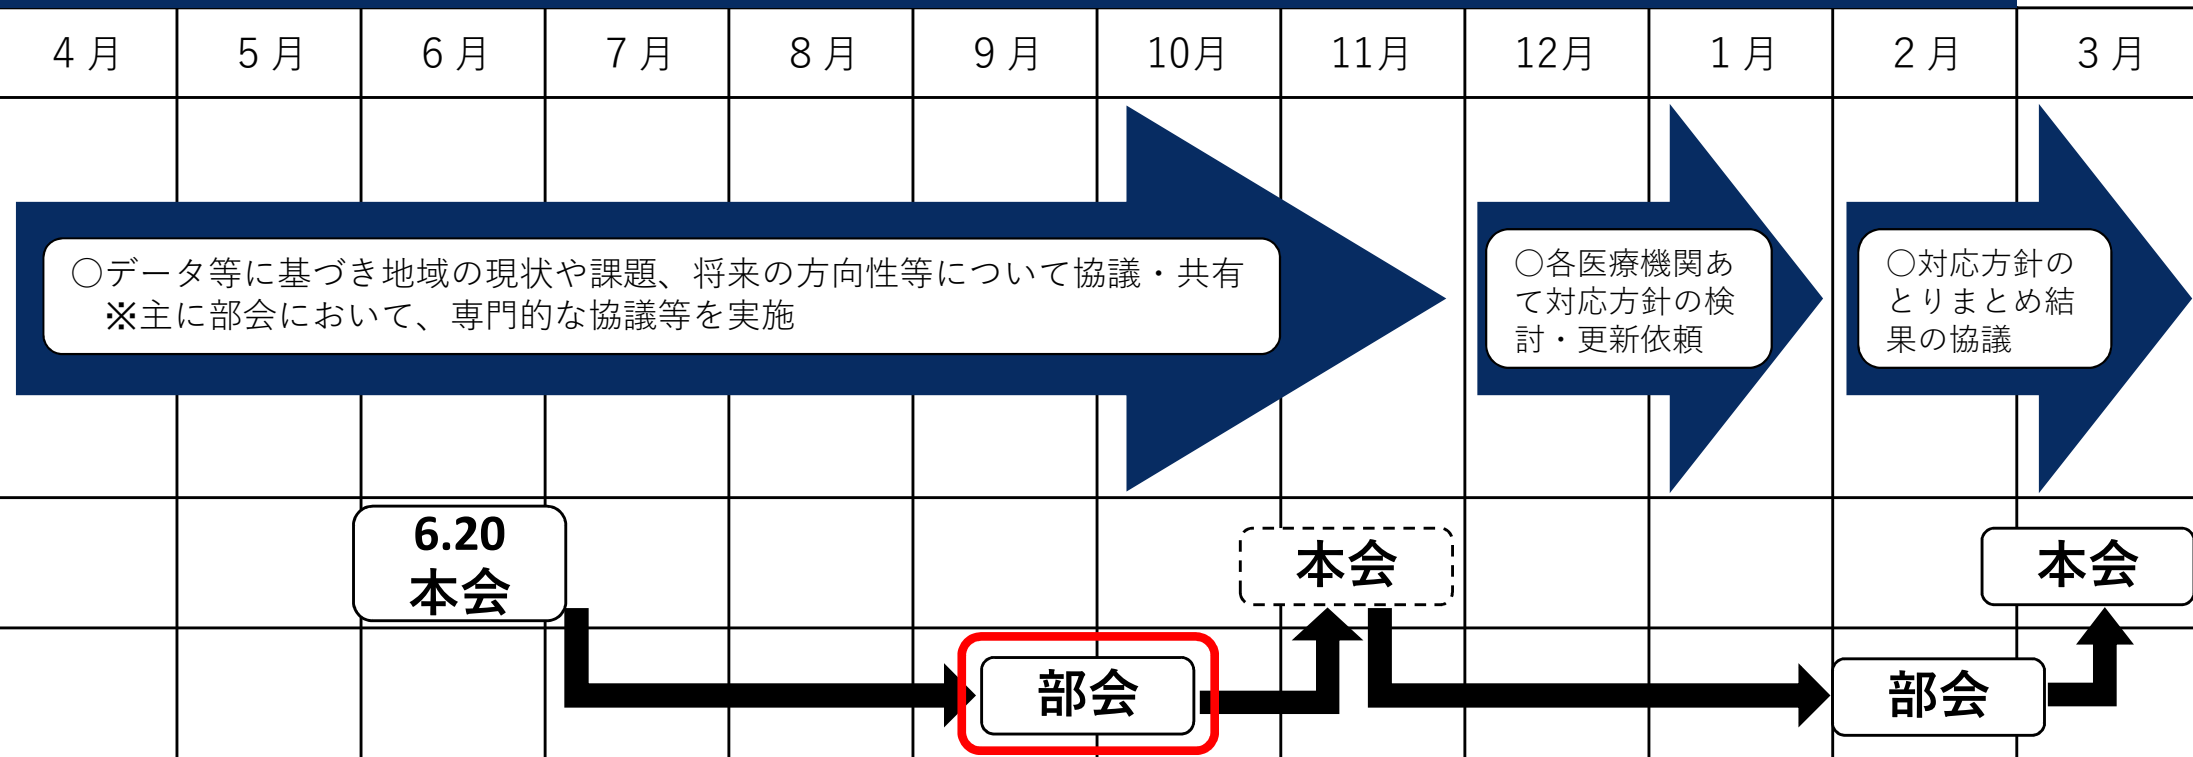 4月 5月 6月 7月 8月 9月 10月 11月 12月 1月 2月 3月
○データ等に基づき地域の現状や課題、将来の方向性等について協議・共有
※主に部会において、専門的な協議等を実施
○各医療機関あ
て対応方針の検
討・更新依頼
○対応方針の
とりまとめ結
果の協議
6.20
本会
本会
本会
部会
部会